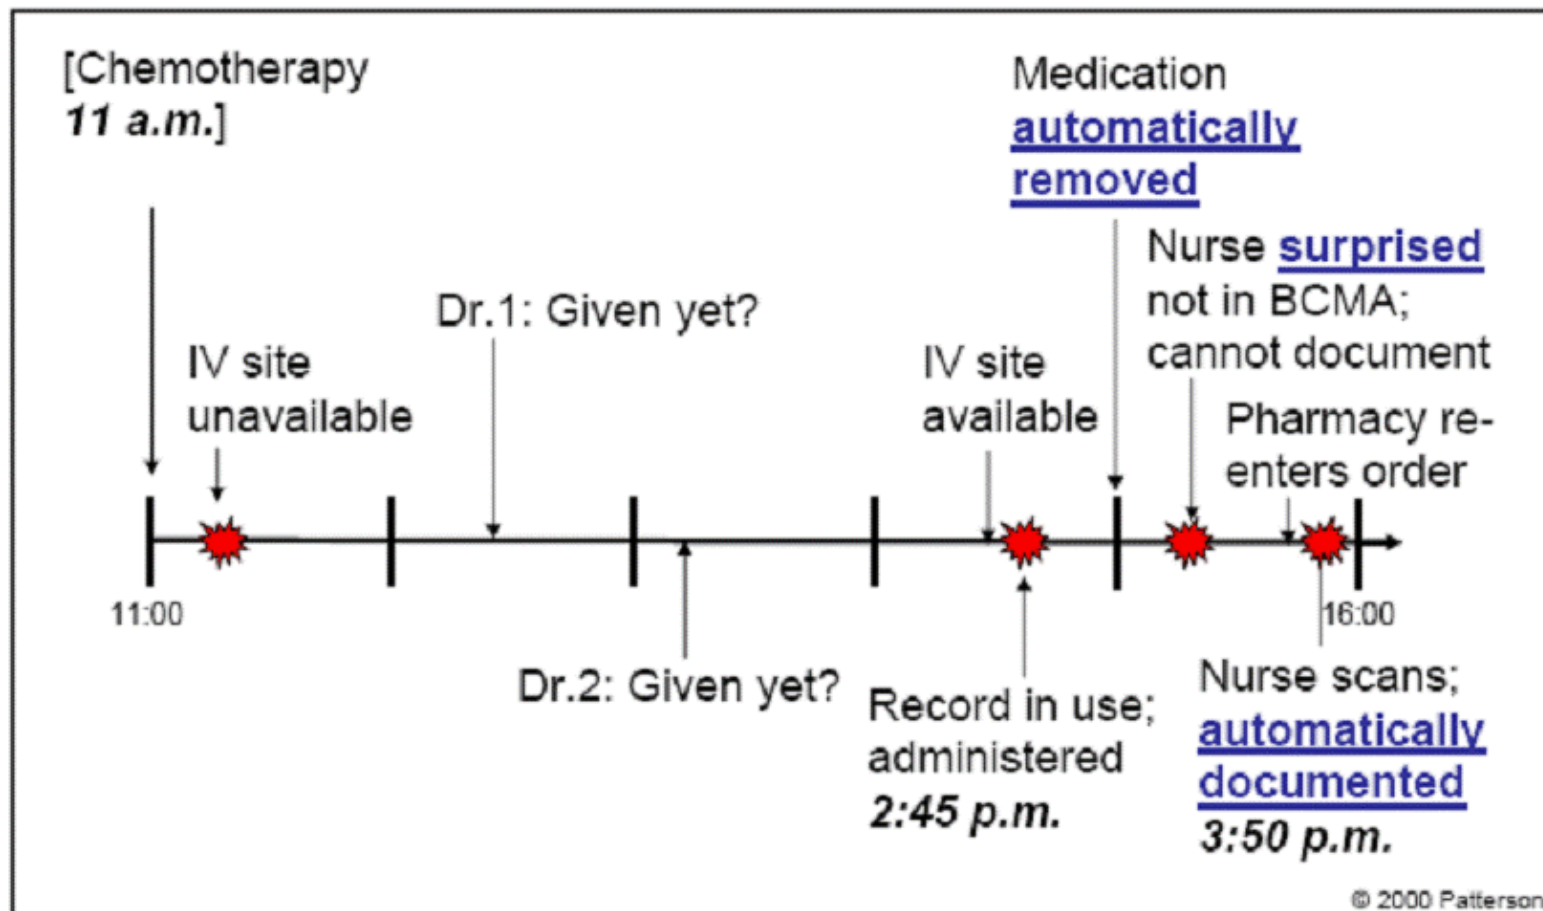 [Chemotherapy
11 a.m.]
Medication
automatically
removed
Nurse surprised
not in BCMA;
cannot document
Dr.1: Given yet?
IV site
unavailable
IV site
available
Pharmacy re-
enters order
11:00
16:00
Dr.2: Given yet?
Record in use;
administered
2:45 p.m.
Nurse scans;
automatically
documented
3:50 p.m.
© 2000 Patterson